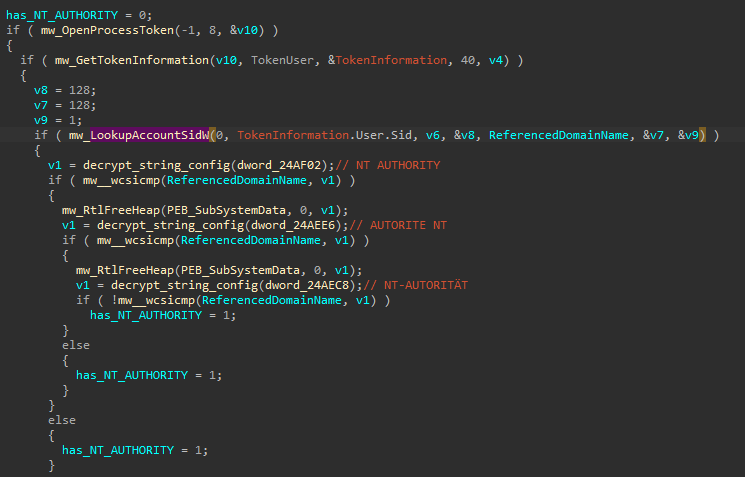 has_NT_AUTHORITY = 0;
if ( mw_OpenProcessToken(-1, 8, &v10) )
{
  if ( mw_GetTokenInformation(v10, TokenUser, &TokenInformation, 40, v4) )
  {
    v8 = 128;
    v7 = 128;
    v9 = 1;
    if ( mw_LookupAccountSidW(0, TokenInformation.User.Sid, v6, &v8, ReferencedDomainName, &v7, &v9) )
    {
      v1 = decrypt_string_config(dword_24AF02);// NT AUTHORITY
      if ( mw__wcsicmp(ReferencedDomainName, v1) )
      {
        mw_RtlFreeHeap(PEB_SubSystemData, 0, v1);
        v1 = decrypt_string_config(dword_24AEE6);// AUTORITE NT
        if ( mw__wcsicmp(ReferencedDomainName, v1) )
        {
          mw_RtlFreeHeap(PEB_SubSystemData, 0, v1);
          v1 = decrypt_string_config(dword_24AEC8);// NT-AUTORITÄT
          if ( !mw__wcsicmp(ReferencedDomainName, v1) )
            has_NT_AUTHORITY = 1;
        }
        else
        {
          has_NT_AUTHORITY = 1;
        }
      }
      else
      {
        has_NT_AUTHORITY = 1;
      }